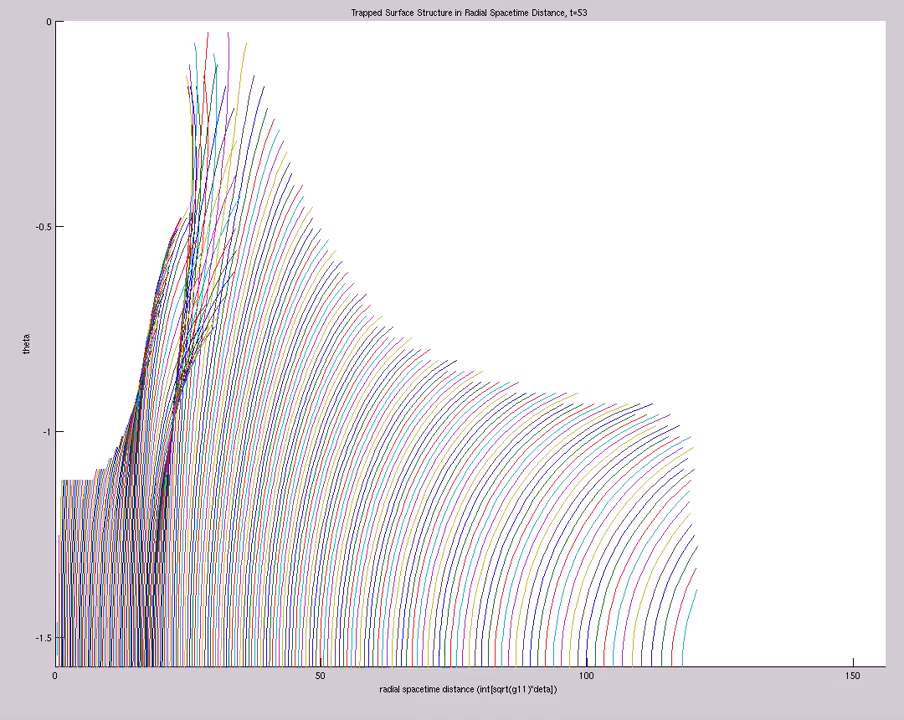 Trapped Surface Structure in Radial Spacetime Distance, t=53
0
-0.5
theta
-1
-1.5
0 50 100 150
radial spacetime distance (int[sqrt(g11)*deta])